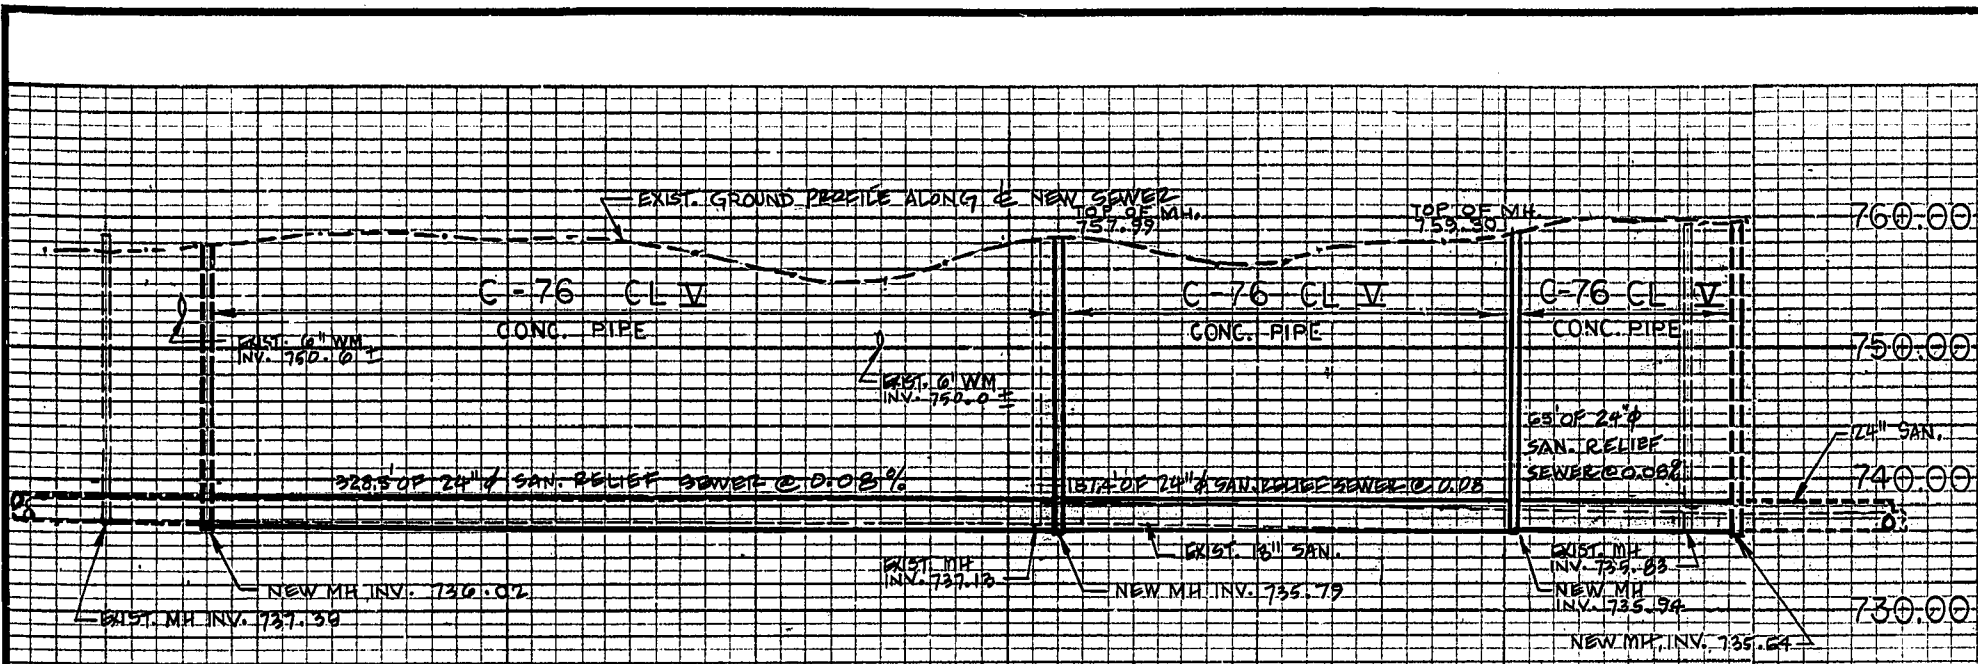 EXIST. GROUND PROFILE ALONG ℄ NEW SEWER
TOP OF MH.
757.99
TOP OF MH.
759.30
760.00
C-76 CL V
CONC. PIPE
C-76 CL V
CONC. PIPE
C-76 CL V
CONC. PIPE
EXIST. 6" WM
INV. 750.6 ±
750.00
EXIST. 6" WM
INV. 750.0 ±
63' OF 24"φ
SAN. RELIEF
SEWER @ 0.08%
24" SAN.
328.5' OF 24"φ SAN. RELIEF SEWER @ 0.08%
187.4' OF 24"φ SAN. RELIEF SEWER @ 0.08
740.00
EXIST. MH
INV. 737.13
EXIST. 18" SAN.
EXIST. MH
INV. 735.83
NEW MH INV. 736.02
NEW MH INV. 735.79
NEW MH
INV. 735.94
EXIST. MH INV. 737.39
730.00
NEW MH, INV. 735.64